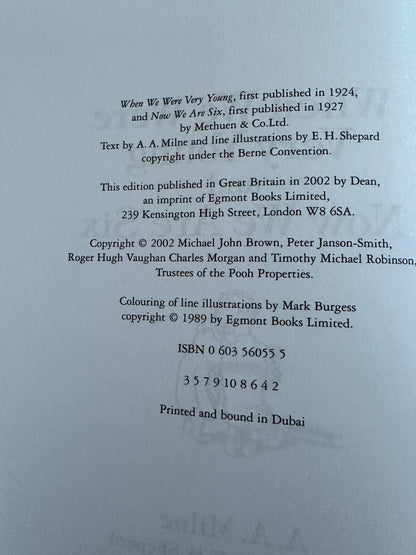 When We Were Very Young, first published in 1924,
and Now We Are Six, first published in 1927
by Methuen & Co.Ltd.
Text by A. A. Milne and line illustrations by E. H. Shepard
copyright under the Berne Convention.
This edition published in Great Britain in 2002 by Dean,
an imprint of Egmont Books Limited,
239 Kensington High Street, London W8 6SA.
Copyright © 2002 Michael John Brown, Peter Janson-Smith,
Roger Hugh Vaughan Charles Morgan and Timothy Michael Robinson,
Trustees of the Pooh Properties.
Colouring of line illustrations by Mark Burgess
copyright © 1989 by Egmont Books Limited.
ISBN 0 603 56055 5
3 5 7 9 10 8 6 4 2
Printed and bound in Dubai
A. A. Milne